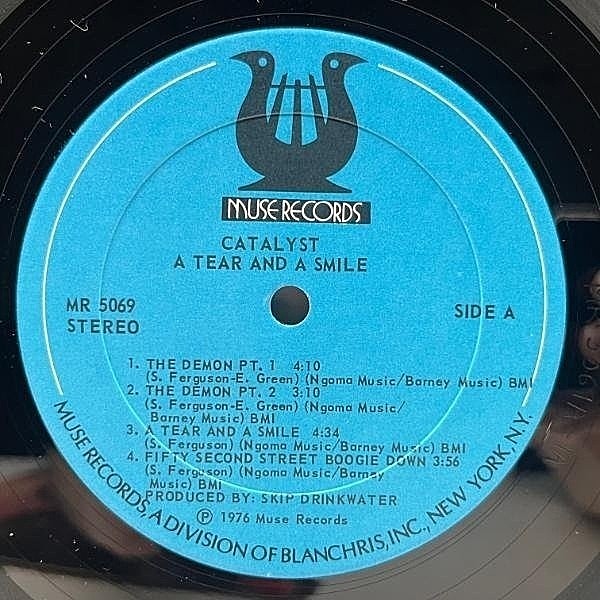 MUSE RECORDS
CATALYST
A TEAR AND A SMILE
MR 5069
STEREO
SIDE A
1. THE DEMON PT. 1 4:10
(S. Ferguson-E. Green) (Ngoma Music/Barney Music) BMI
2. THE DEMON PT. 2 3:10
(S. Ferguson-E. Green) (Ngoma Music/
Barney Music) BMI
3. A TEAR AND A SMILE 4:34
(S. Ferguson) (Ngoma Music/Barney Music) BMI
4. FIFTY SECOND STREET BOOGIE DOWN 3:56
(S. Ferguson) (Ngoma Music/Barney
Music) BMI
PRODUCED BY: SKIP DRINKWATER
Ⓟ 1976 Muse Records
MUSE RECORDS, A DIVISION OF BLANCHRIS, INC., NEW YORK, N.Y.